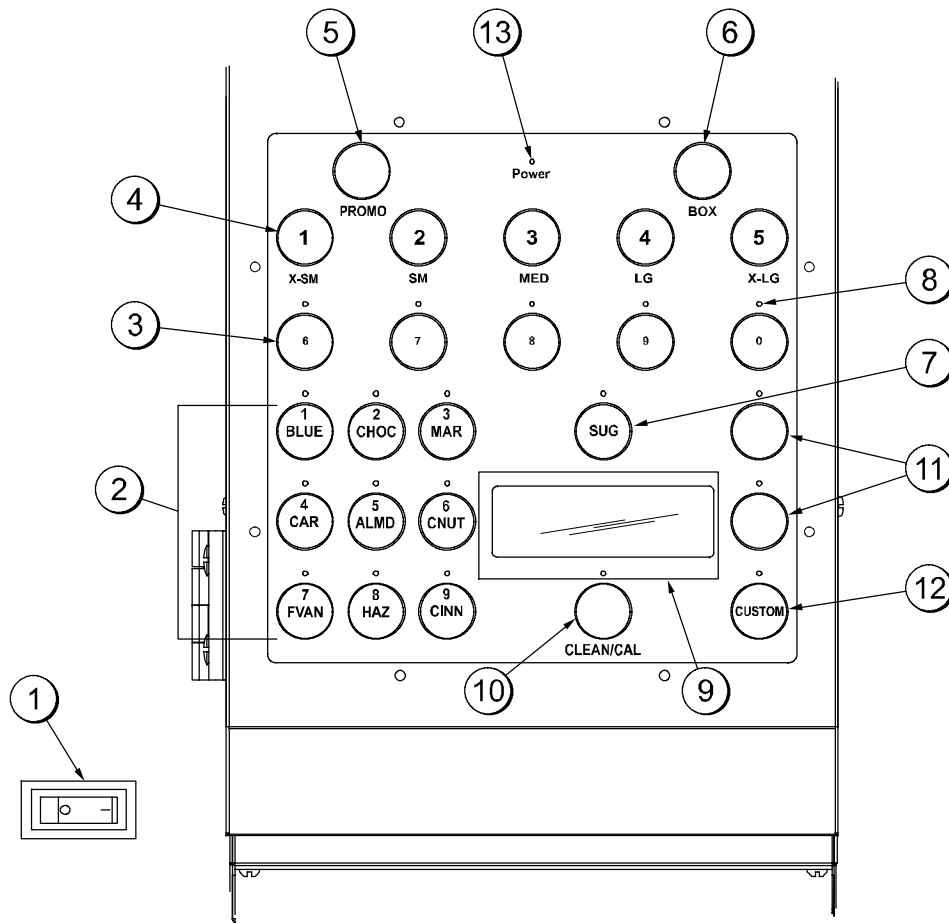 5 13 6
Power
PROMO BOX
4
1 2 3 4 5
X-SM SM MED LG X-LG
8
3
6 7 8 9 0
7
1 2 3
BLUE CHOC MAR SUG
11
2
4 5 6
CAR ALMD CNUT
7 8 9
FVAN HAZ CINN CUSTOM 12
CLEAN/CAL
10 9
1